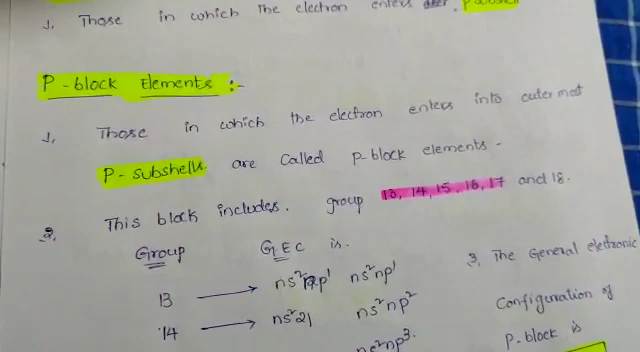 1. Those in which the electron enters p subshell
P-block Elements :-
1. Those in which the electron enters into outermost
P-subshells are called p-block elements.
2. This block includes. group 13, 14, 15, 16, 17 and 18.
Group GEC is.
13 → ns²np¹ ns²np¹
14 → ns²21 ns²np²
ns²np³.
3. The General electronic
Configuration of
P-block is